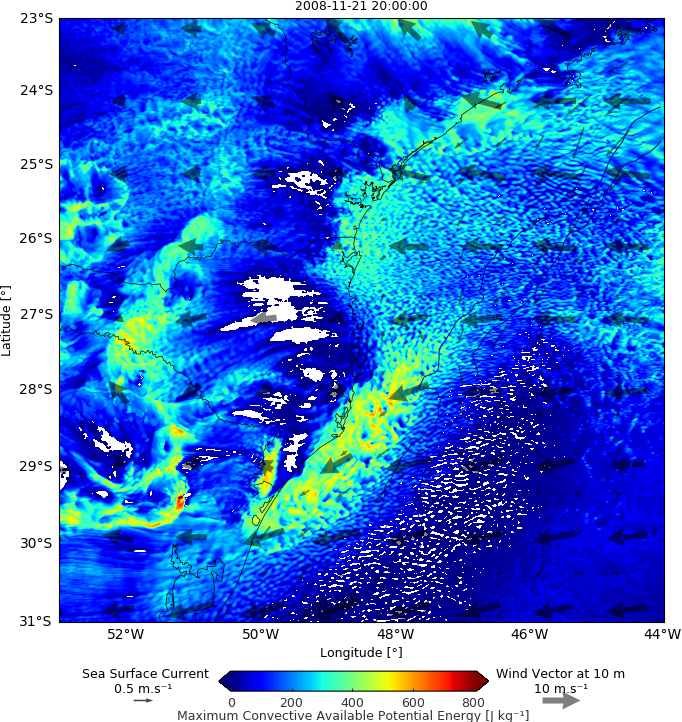 2008-11-21 20:00:00
23°S
24°S
25°S
26°S
27°S
28°S
29°S
30°S
31°S
Latitude [°]
52°W 50°W 48°W 46°W 44°W
Longitude [°]
Sea Surface Current
0.5 m.s⁻¹
Wind Vector at 10 m
10 m.s⁻¹
0 200 400 600 800
Maximum Convective Available Potential Energy [J kg⁻¹]